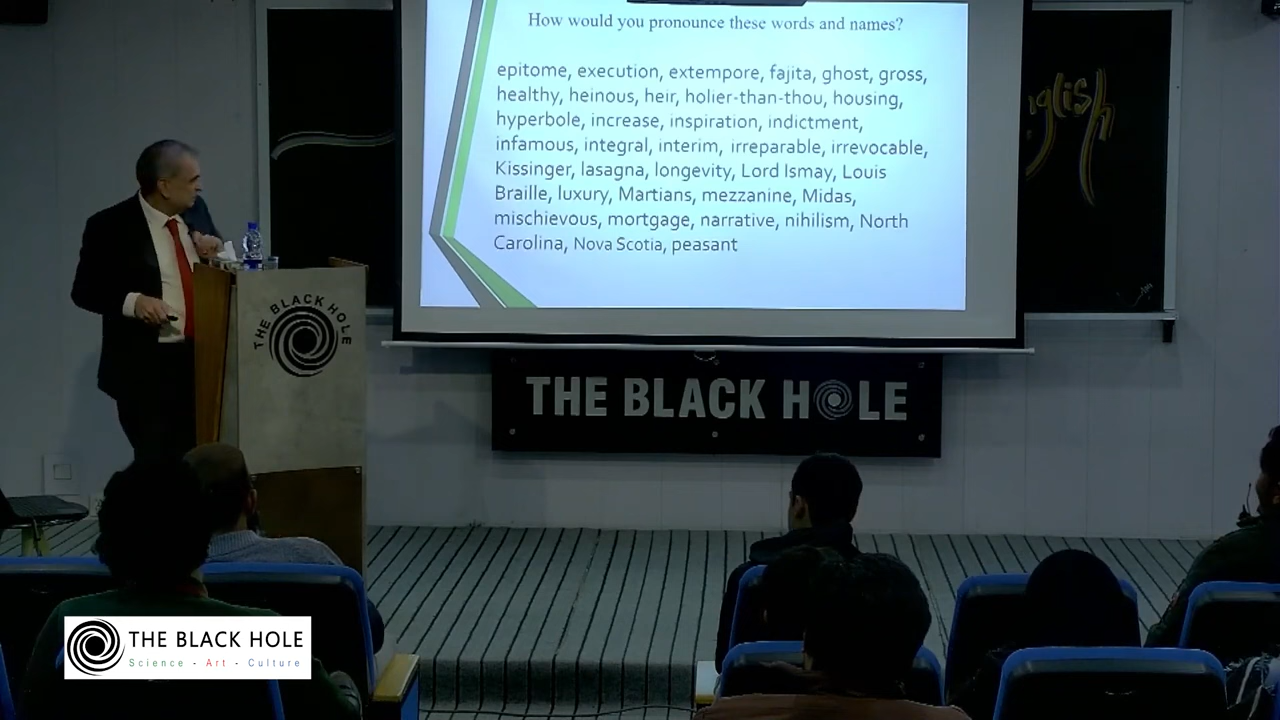 How would you pronounce these words and names?
epitome, execution, extempore, fajita, ghost, gross,
healthy, heinous, heir, holier-than-thou, housing,
hyperbole, increase, inspiration, indictment,
infamous, integral, interim, irreparable, irrevocable,
Kissinger, lasagna, longevity, Lord Ismay, Louis
Braille, luxury, Martians, mezzanine, Midas,
mischievous, mortgage, narrative, nihilism, North
Carolina, Nova Scotia, peasant
glish
THE BLACK HOLE
THE BLACK HOLE
THE BLACK HOLE
Science - Art - Culture